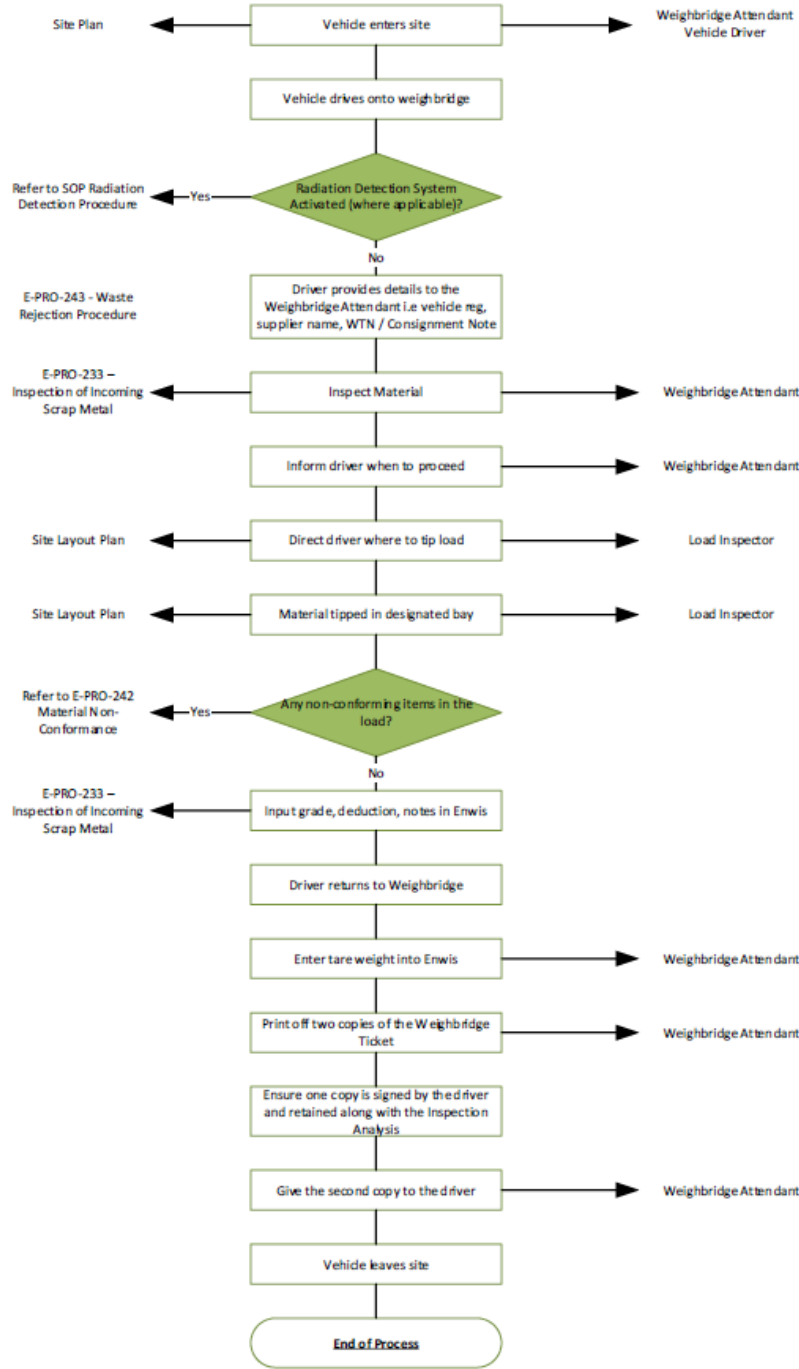 Site Plan
Vehicle enters site
Weighbridge Attendant
Vehicle Driver
Vehicle drives onto weighbridge
Refer to SOP Radiation
Detection Procedure
Yes
Radiation Detection System
Activated (where applicable)?
No
E-PRO-243 - Waste
Rejection Procedure
Driver provides details to the
Weighbridge Attendant i.e vehicle reg,
supplier name, WTN / Consignment Note
E-PRO-233 –
Inspection of Incoming
Scrap Metal
Inspect Material
Weighbridge Attendant
Inform driver when to proceed
Weighbridge Attendant
Site Layout Plan
Direct driver where to tip load
Load Inspector
Site Layout Plan
Material tipped in designated bay
Load Inspector
Refer to E-PRO-242
Material Non-
Conformance
Yes
Any non-conforming items in the
load?
No
E-PRO-233 –
Inspection of Incoming
Scrap Metal
Input grade, deduction, notes in Enwis
Driver returns to Weighbridge
Enter tare weight into Enwis
Weighbridge Attendant
Print off two copies of the Weighbridge
Ticket
Weighbridge Attendant
Ensure one copy is signed by the driver
and retained along with the Inspection
Analysis
Give the second copy to the driver
Weighbridge Attendant
Vehicle leaves site
End of Process